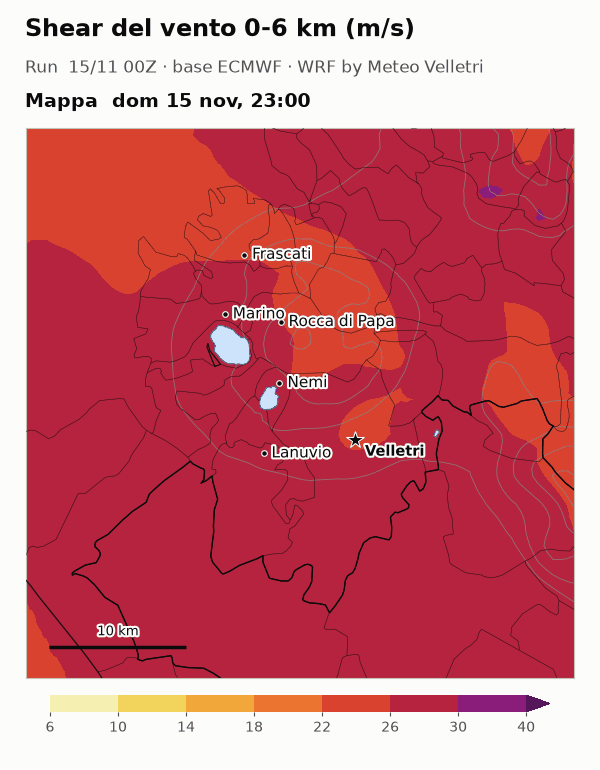 Shear del vento 0-6 km (m/s)
Run  15/11 00Z · base ECMWF · WRF by Meteo Velletri
Mappa  dom 15 nov, 23:00
Frascati
Marino
Rocca di Papa
Nemi
Velletri
Lanuvio
10 km
6 10 14 18 22 26 30 40